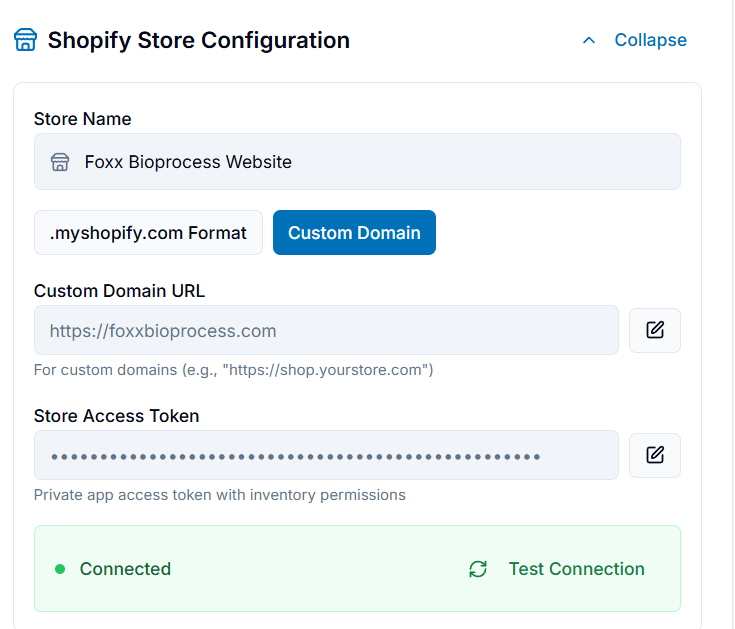 Shopify Store Configuration
Collapse
Store Name
Foxx Bioprocess Website
.myshopify.com Format
Custom Domain
Custom Domain URL
https://foxxbioprocess.com
For custom domains (e.g., "https://shop.yourstore.com")
Store Access Token
••••••••••••••••••••••••••••••••••••••••••••••••••
Private app access token with inventory permissions
Connected
Test Connection